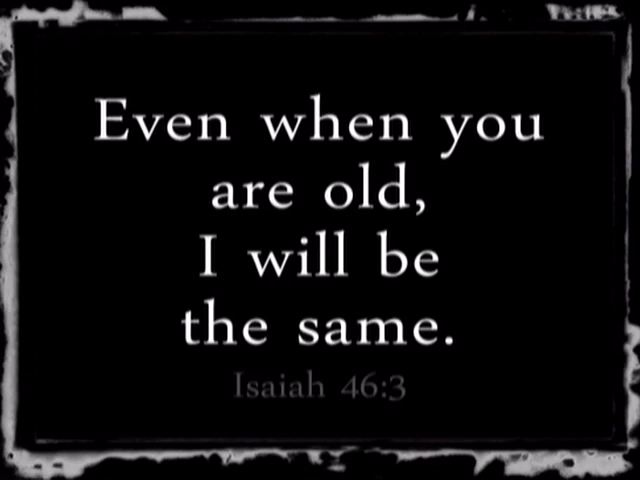 Even when you
are old,
I will be
the same.
Isaiah 46:3